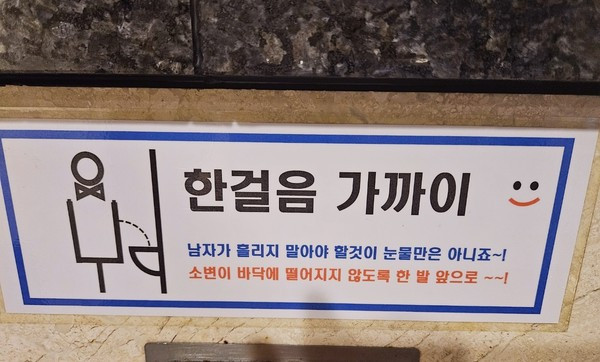 한걸음 가까이
남자가 흘리지 말아야 할것이 눈물만은 아니죠~!
소변이 바닥에 떨어지지 않도록 한 발 앞으로 ~~!